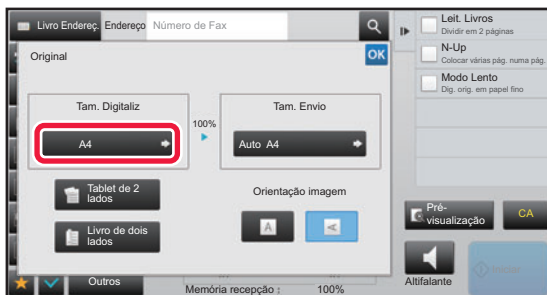 Livro Endereç.
Endereço
Número de Fax
Original
OK
Tam. Digitaliz
A4
100%
Tam. Envio
Auto A4
Tablet de 2
lados
Livro de dois
lados
Orientação imagem
A
A
Leit. Livros
Dividir em 2 páginas
N-Up
Colocar várias pág. numa pág.
Modo Lento
Dig. orig. em papel fino
Pré-
visualização
CA
Altifalante
Iniciar
Outros
Memória recepção :
100%